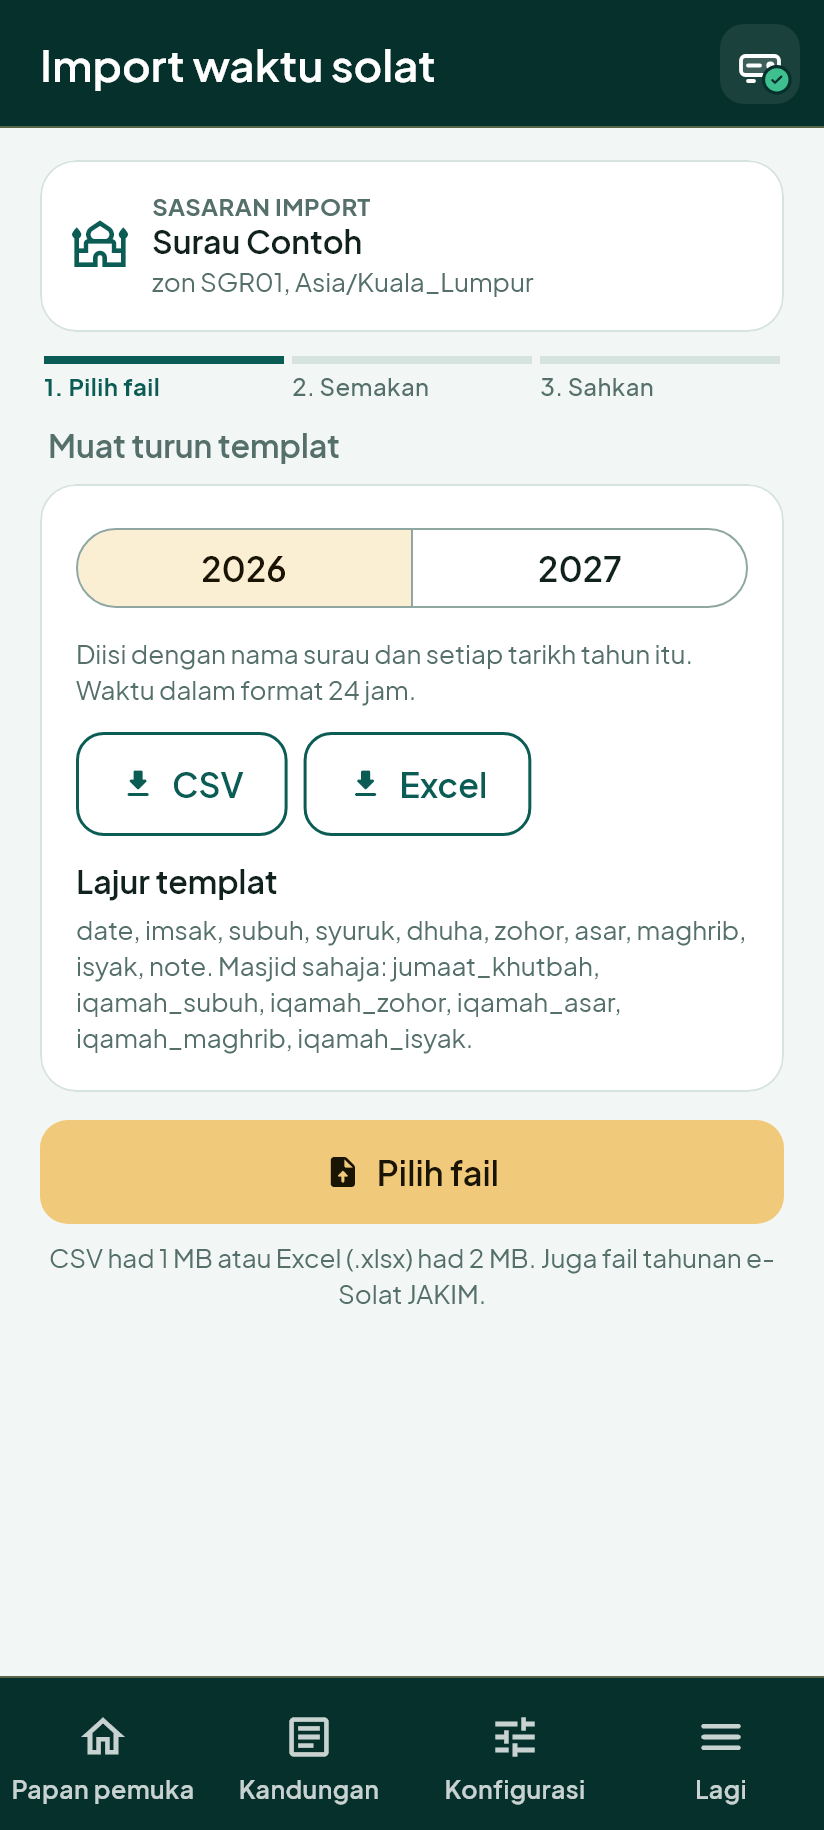 Import waktu solat
SASARAN IMPORT
Surau Contoh
zon SGR01, Asia/Kuala_Lumpur
1. Pilih fail
2. Semakan
3. Sahkan
Muat turun templat
2026
2027
Diisi dengan nama surau dan setiap tarikh tahun itu.
Waktu dalam format 24 jam.
CSV
Excel
Lajur templat
date, imsak, subuh, syuruk, dhuha, zohor, asar, maghrib,
isyak, note. Masjid sahaja: jumaat_khutbah,
iqamah_subuh, iqamah_zohor, iqamah_asar,
iqamah_maghrib, iqamah_isyak.
Pilih fail
CSV had 1 MB atau Excel (.xlsx) had 2 MB. Juga fail tahunan e-
Solat JAKIM.
Papan pemuka
Kandungan
Konfigurasi
Lagi